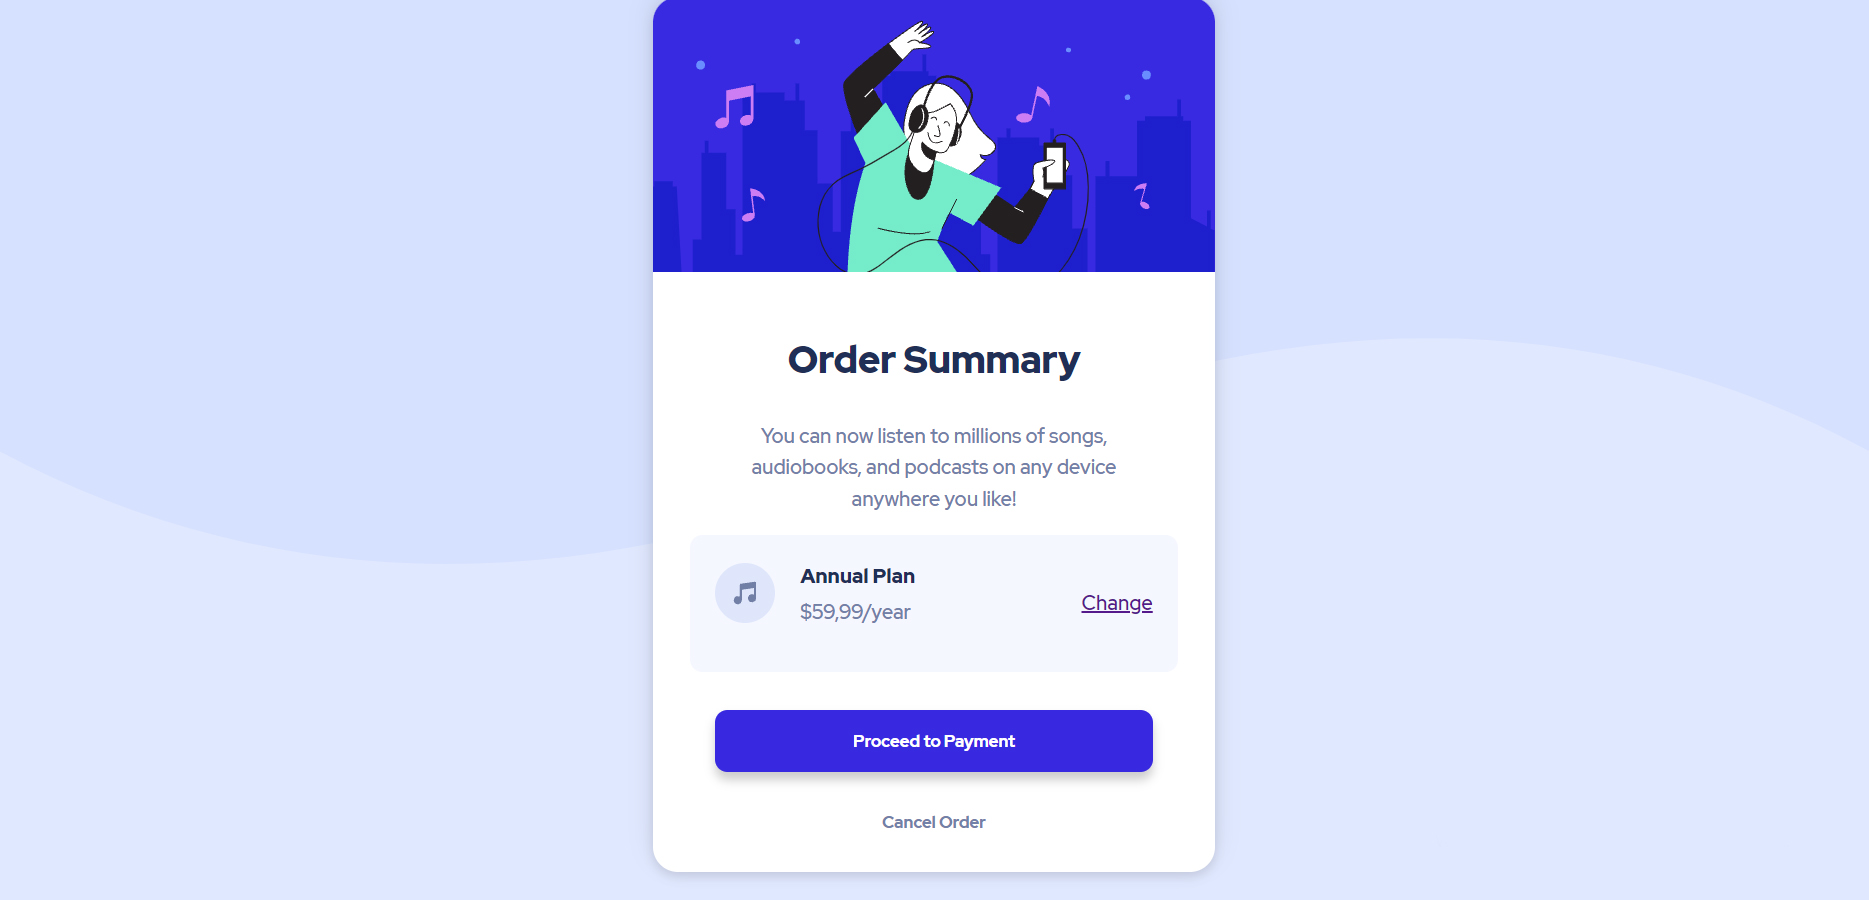 Order Summary
You can now listen to millions of songs,
audiobooks, and podcasts on any device
anywhere you like!
Annual Plan
$59,99/year
Change
Proceed to Payment
Cancel Order